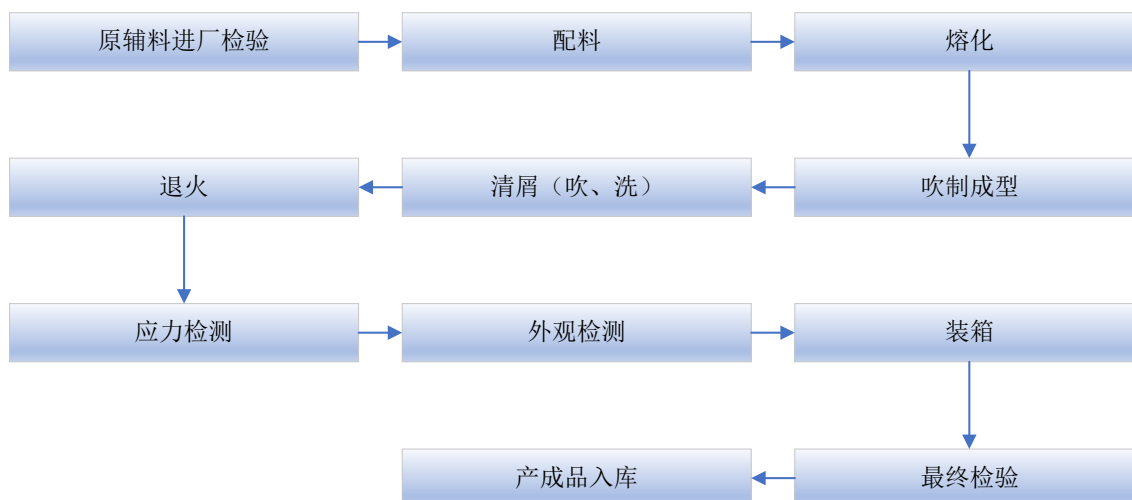 原辅料进厂检验
配料
熔化
吹制成型
清屑（吹、洗）
退火
应力检测
外观检测
装箱
最终检验
产成品入库